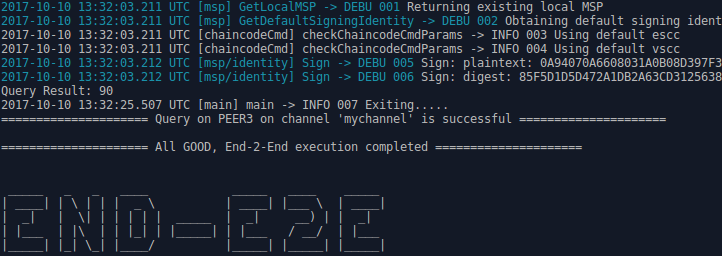 2017-10-10 13:32:03.211 UTC [msp] GetLocalMSP -> DEBU 001 Returning existing local MSP
2017-10-10 13:32:03.211 UTC [msp] GetDefaultSigningIdentity -> DEBU 002 Obtaining default signing ident
2017-10-10 13:32:03.211 UTC [chaincodeCmd] checkChaincodeCmdParams -> INFO 003 Using default escc
2017-10-10 13:32:03.211 UTC [chaincodeCmd] checkChaincodeCmdParams -> INFO 004 Using default vscc
2017-10-10 13:32:03.212 UTC [msp/identity] Sign -> DEBU 005 Sign: plaintext: 0A94070A6608031A0B08D397F3
2017-10-10 13:32:03.212 UTC [msp/identity] Sign -> DEBU 006 Sign: digest: 85F5D1D5D472A1DB2A63CD3125638
Query Result: 90
2017-10-10 13:32:25.507 UTC [main] main -> INFO 007 Exiting.....
===================== Query on PEER3 on channel 'mychannel' is successful =====================
===================== All GOOD, End-2-End execution completed =====================
END-E2E